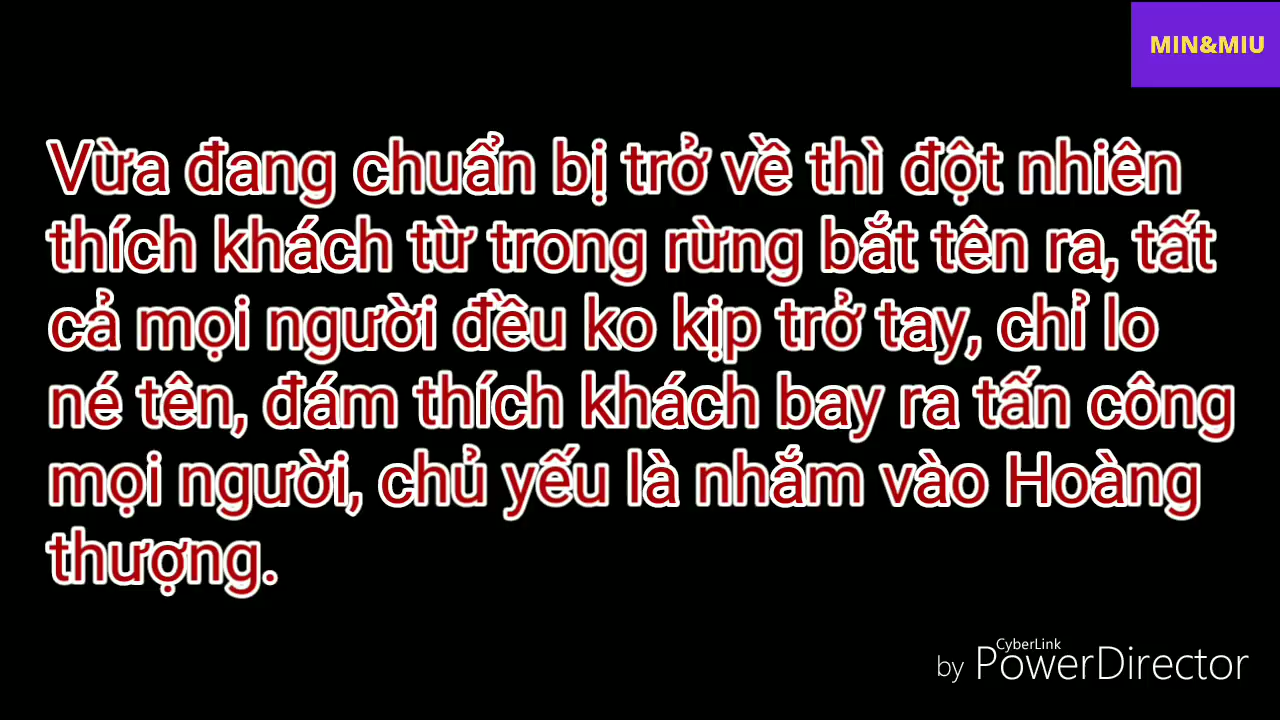 MIN&MIU
Vừa đang chuẩn bị trở về thì đột nhiên
thích khách từ trong rừng bắt tên ra, tất
cả mọi người đều ko kịp trở tay, chỉ lo
né tên, đám thích khách bay ra tấn công
mọi người, chủ yếu là nhắm vào Hoàng
thượng.
CyberLink
by PowerDirector